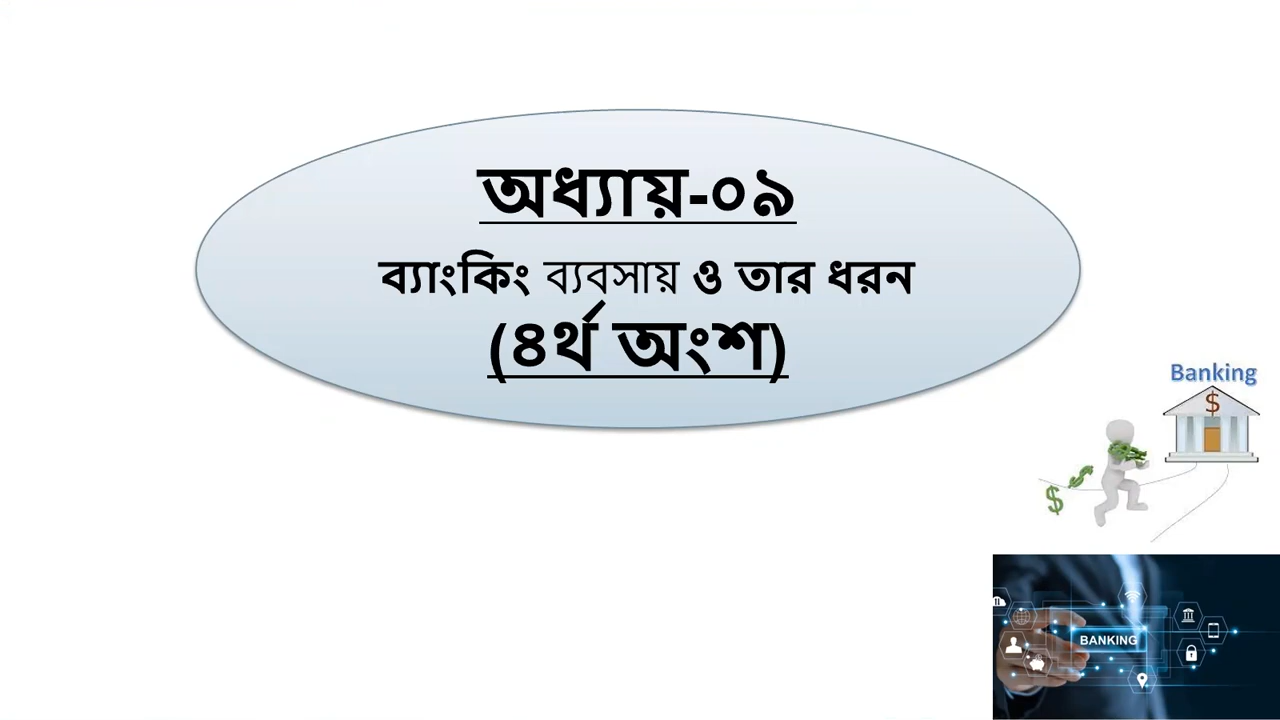 অধ্যায়-০৯
ব্যাংকিং ব্যবসায় ও তার ধরন
(৪র্থ অংশ)
Banking
$
$
$
BANKING